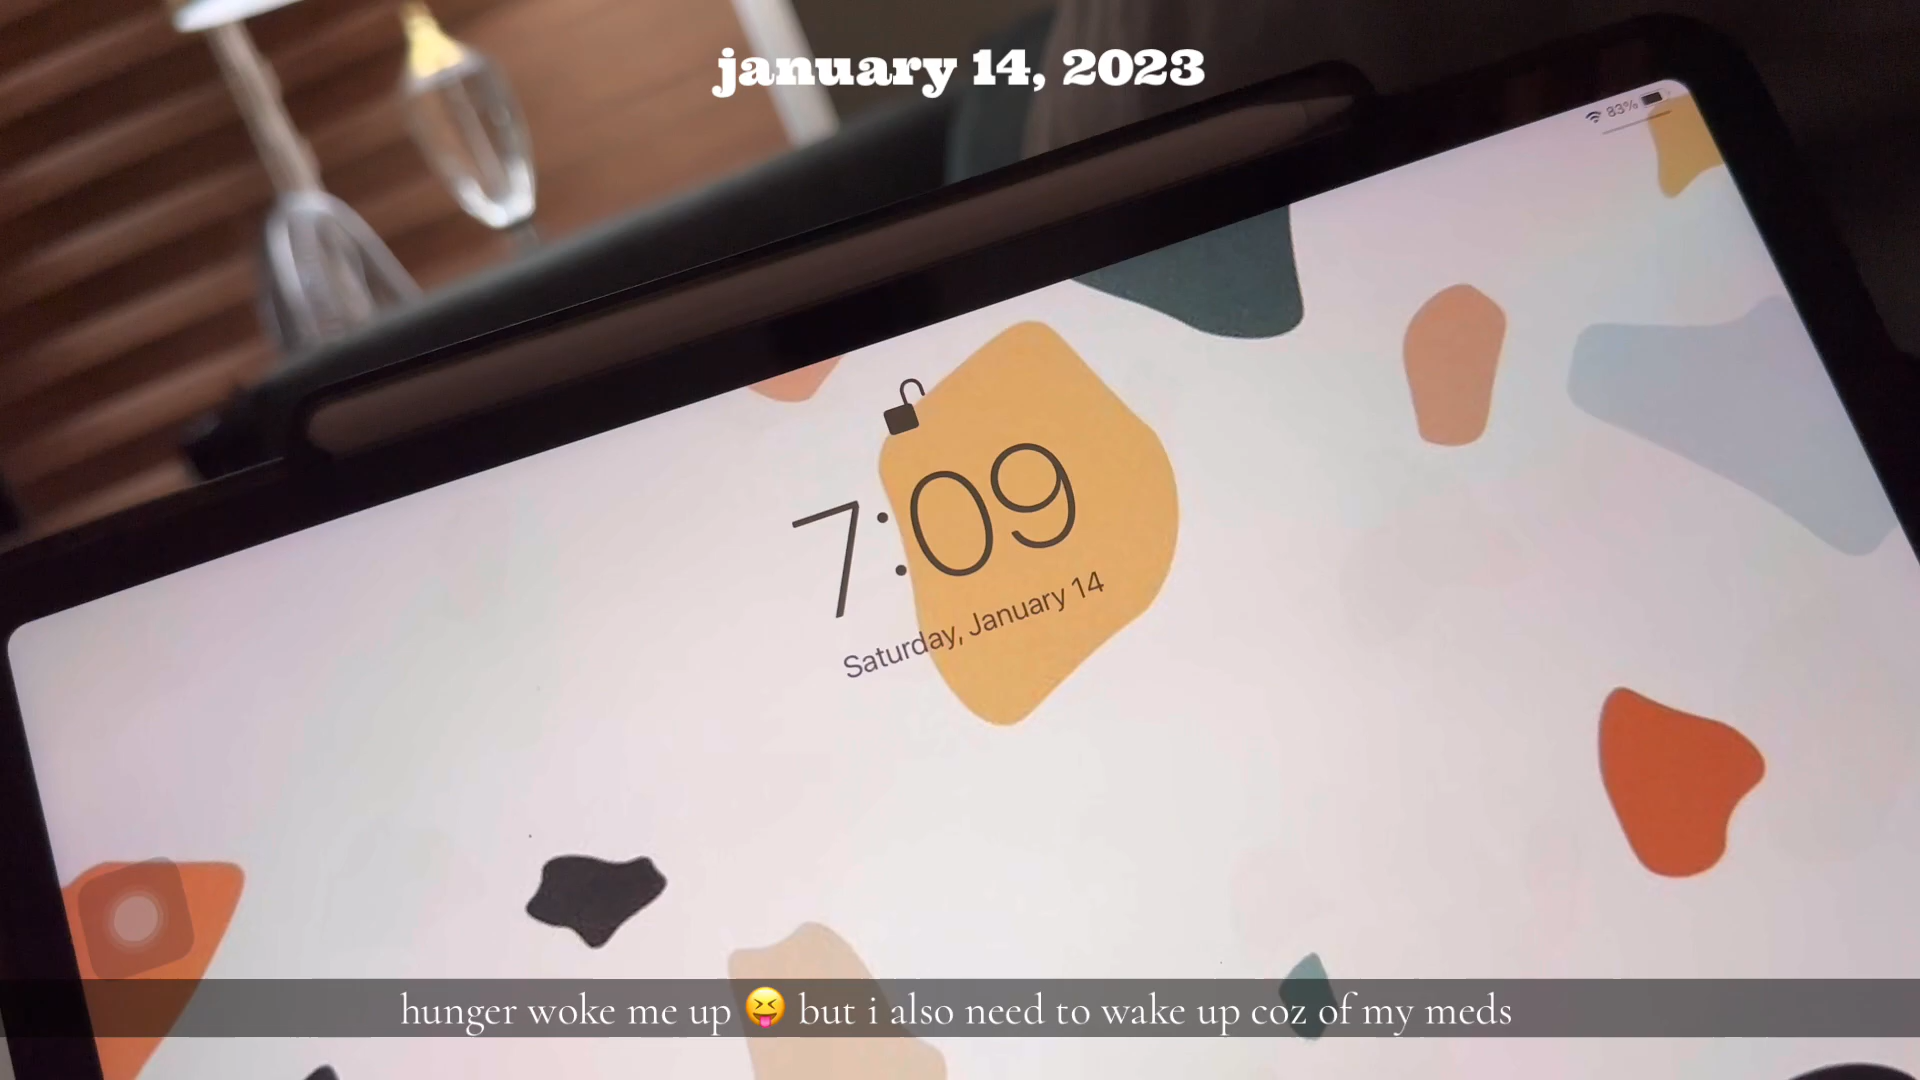 january 14, 2023
83%
7:09
Saturday, January 14
hunger woke me up 😝 but i also need to wake up coz of my meds